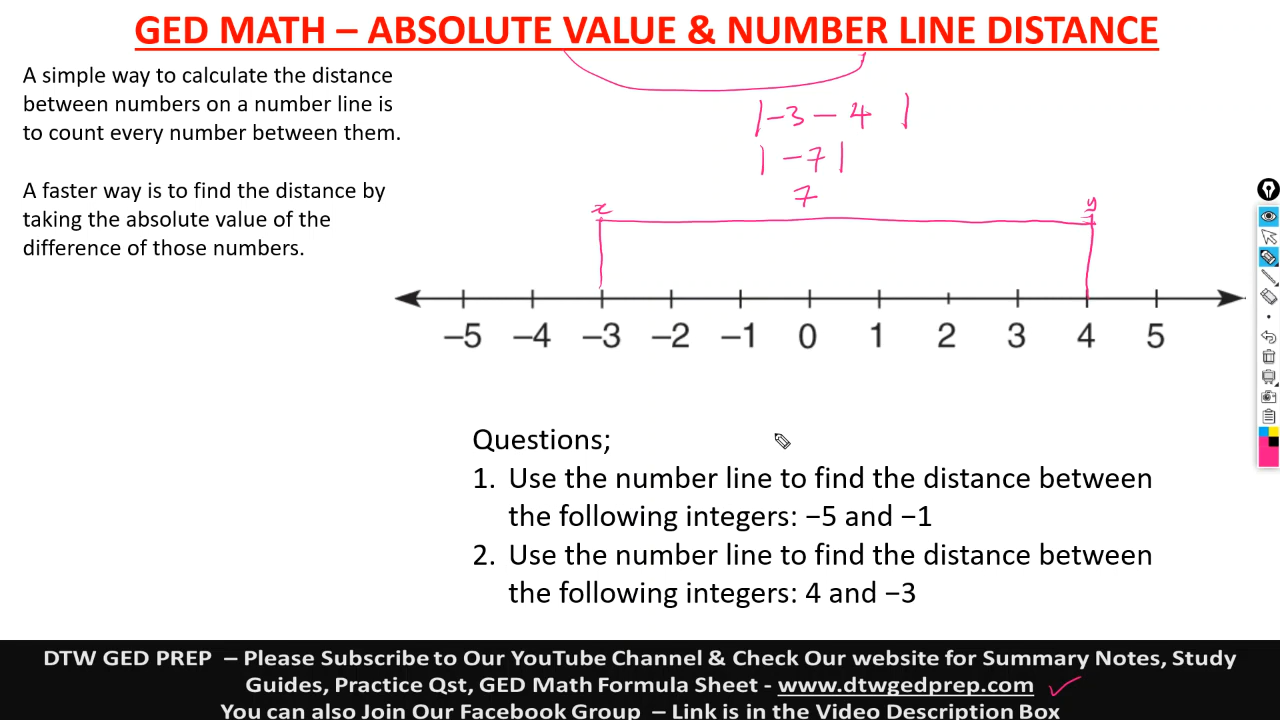 GED MATH – ABSOLUTE VALUE & NUMBER LINE DISTANCE
A simple way to calculate the distance
between numbers on a number line is
to count every number between them.
A faster way is to find the distance by
taking the absolute value of the
difference of those numbers.
|-3 - 4 |
| -7 |
7
x y
–5 –4 –3 –2 –1 0 1 2 3 4 5
Questions;
1. Use the number line to find the distance between
the following integers: −5 and −1
2. Use the number line to find the distance between
the following integers: 4 and −3
DTW GED PREP – Please Subscribe to Our YouTube Channel & Check Our website for Summary Notes, Study
Guides, Practice Qst, GED Math Formula Sheet - www.dtwgedprep.com
You can also Join Our Facebook Group – Link is in the Video Description Box